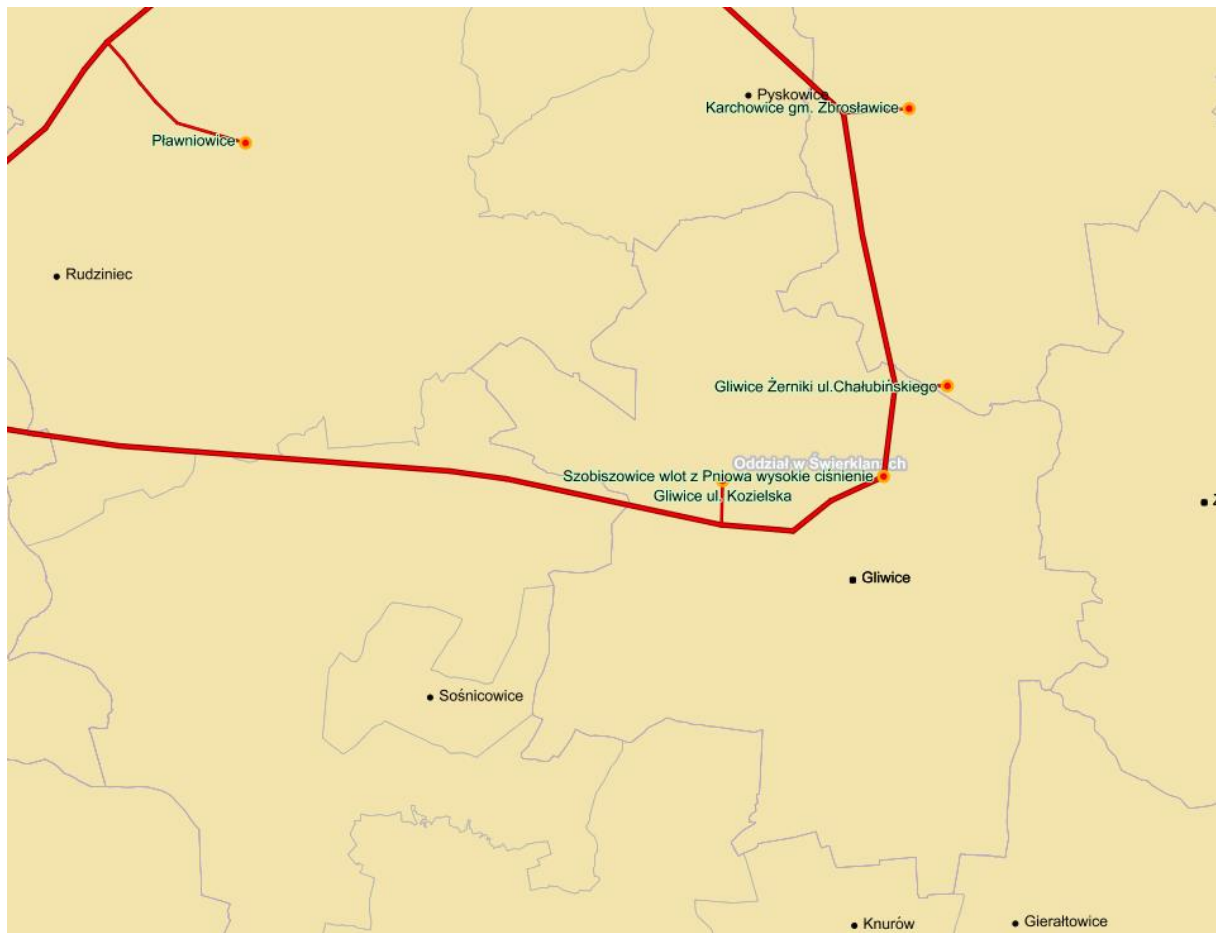 Pyskowice
Karchowice gm. Zbrosławice
Pławniowice
Rudziniec
Gliwice Żerniki ul.Chałubińskiego
Oddział w Świerklanach
Szobiszowice wlot z Pniowa wysokie ciśnienie
Gliwice ul. Kozielska
Gliwice
Sośnicowice
Knurów
Gierałtowice